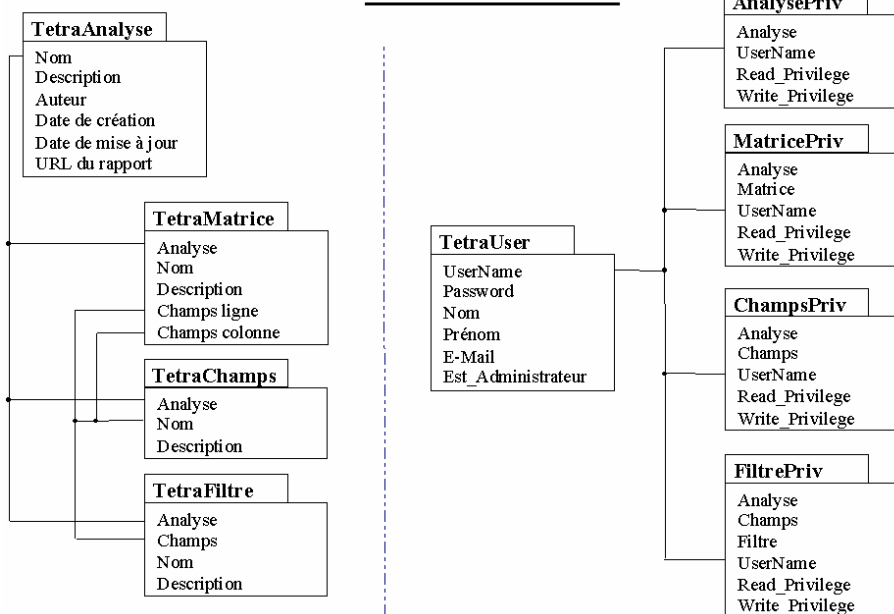 TetraAnalyse
Nom
Description
Auteur
Date de création
Date de mise à jour
URL du rapport
TetraMatrice
Analyse
Nom
Description
Champs ligne
Champs colonne
TetraChamps
Analyse
Nom
Description
TetraFiltre
Analyse
Champs
Nom
Description
TetraUser
UserName
Password
Nom
Prénom
E-Mail
Est_Administrateur
AnalysePriv
Analyse
UserName
Read_Privilege
Write_Privilege
MatricePriv
Analyse
Matrice
UserName
Read_Privilege
Write_Privilege
ChampsPriv
Analyse
Champs
UserName
Read_Privilege
Write_Privilege
FiltrePriv
Analyse
Champs
Filtre
UserName
Read_Privilege
Write_Privilege